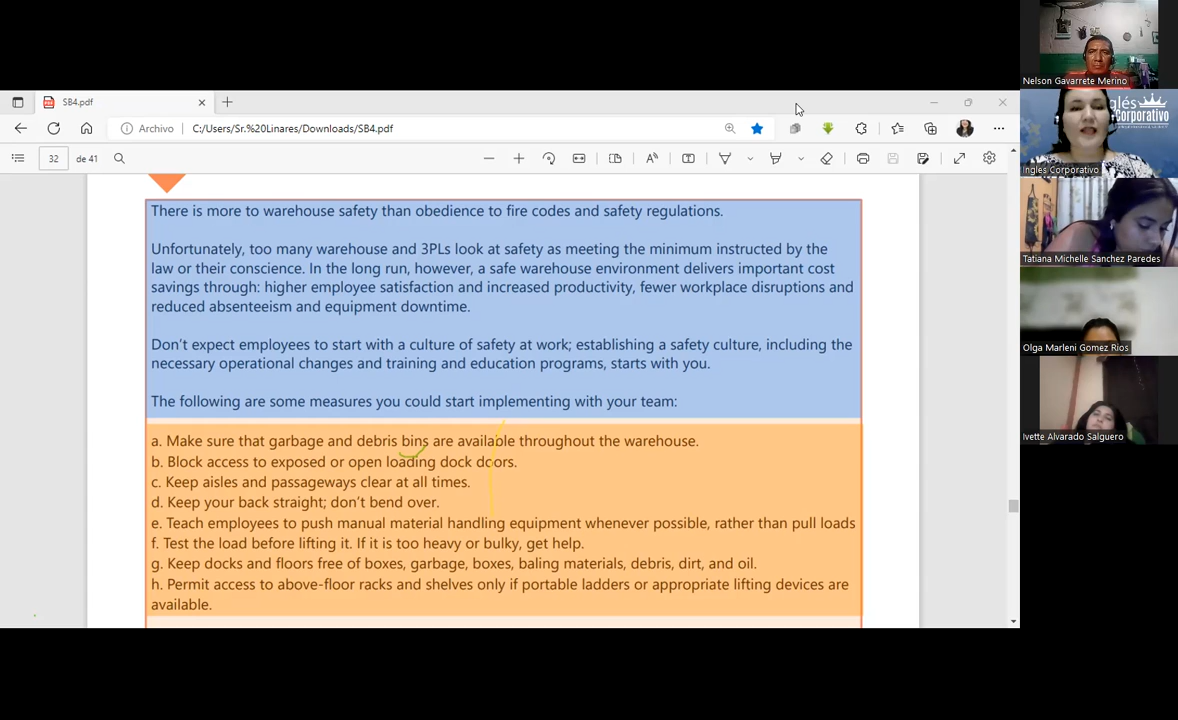 SB4.pdf
Archivo
C:/Users/Sr.%20Linares/Downloads/SB4.pdf
32
de 41
There is more to warehouse safety than obedience to fire codes and safety regulations.
Unfortunately, too many warehouse and 3PLs look at safety as meeting the minimum instructed by the
law or their conscience. In the long run, however, a safe warehouse environment delivers important cost
savings through: higher employee satisfaction and increased productivity, fewer workplace disruptions and
reduced absenteeism and equipment downtime.
Don't expect employees to start with a culture of safety at work; establishing a safety culture, including the
necessary operational changes and training and education programs, starts with you.
The following are some measures you could start implementing with your team:
a. Make sure that garbage and debris bins are available throughout the warehouse.
b. Block access to exposed or open loading dock doors.
c. Keep aisles and passageways clear at all times.
d. Keep your back straight; don't bend over.
e. Teach employees to push manual material handling equipment whenever possible, rather than pull loads
f. Test the load before lifting it. If it is too heavy or bulky, get help.
g. Keep docks and floors free of boxes, garbage, boxes, baling materials, debris, dirt, and oil.
h. Permit access to above-floor racks and shelves only if portable ladders or appropriate lifting devices are
available.
Nelson Gavarrete Merino
Corporativo
Ingles Corporativo
Tatiana Michelle Sanchez Paredes
Olga Marleni Gomez Rios
Ivette Alvarado Salguero